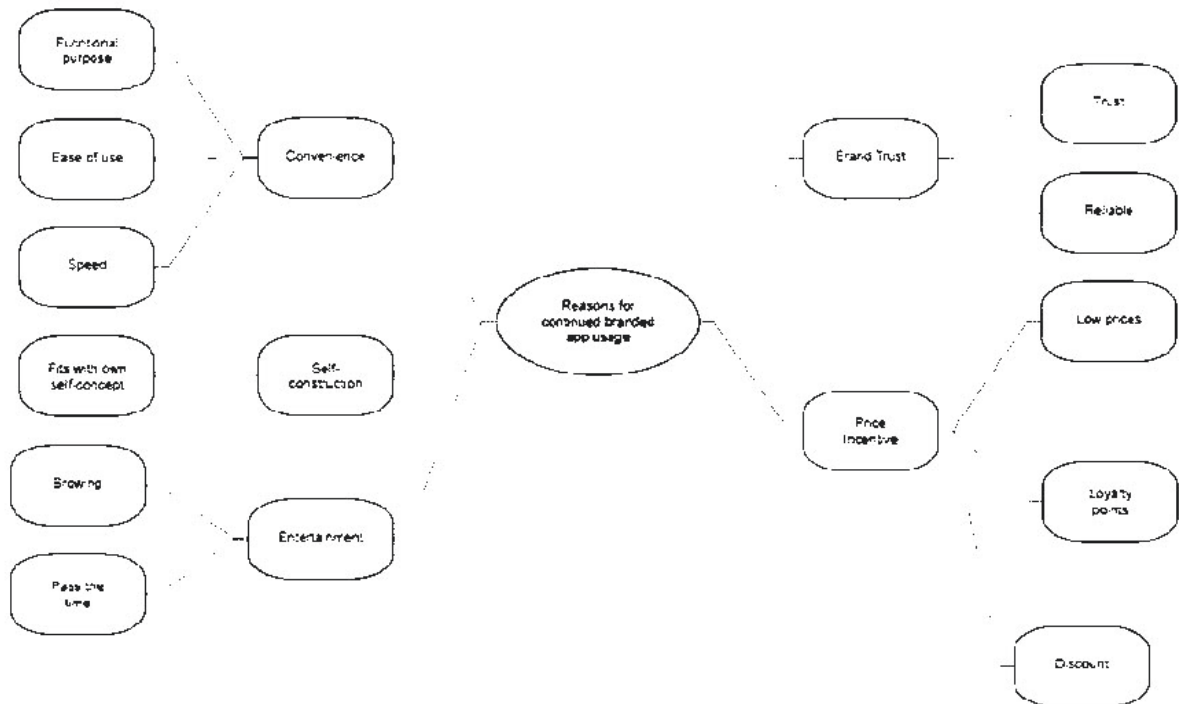 Functional
purpose
Ease of use
Convenience
Speed
Fits with own
self-concept
Self-
construction
Browing
Entertainment
Pass the
time
Reasons for
continued branded
app usage
Brand Trust
Trust
Reliable
Low prices
Price
Incentive
Loyalty
points
Discount